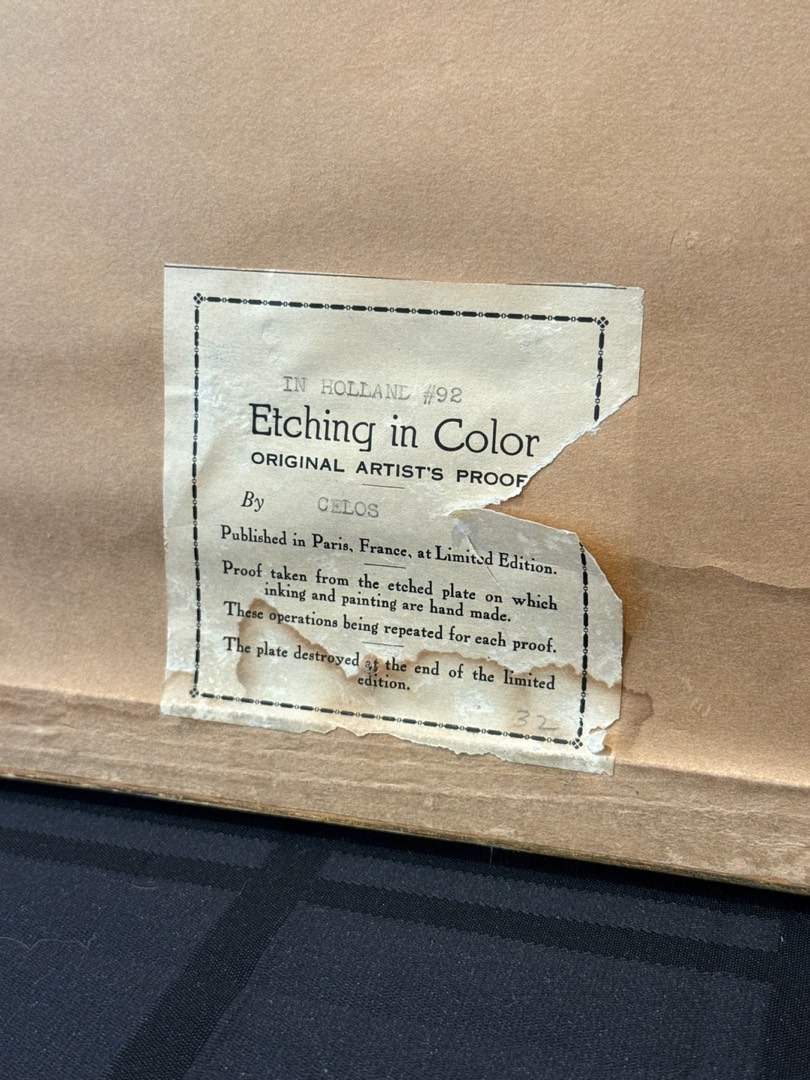 IN HOLLAND #92
Etching in Color
ORIGINAL ARTIST'S PROOF
By CELOS
Published in Paris, France, at Limited Edition.
Proof taken from the etched plate on which
inking and painting are hand made.
These operations being repeated for each proof.
The plate destroyed at the end of the limited
edition.
32